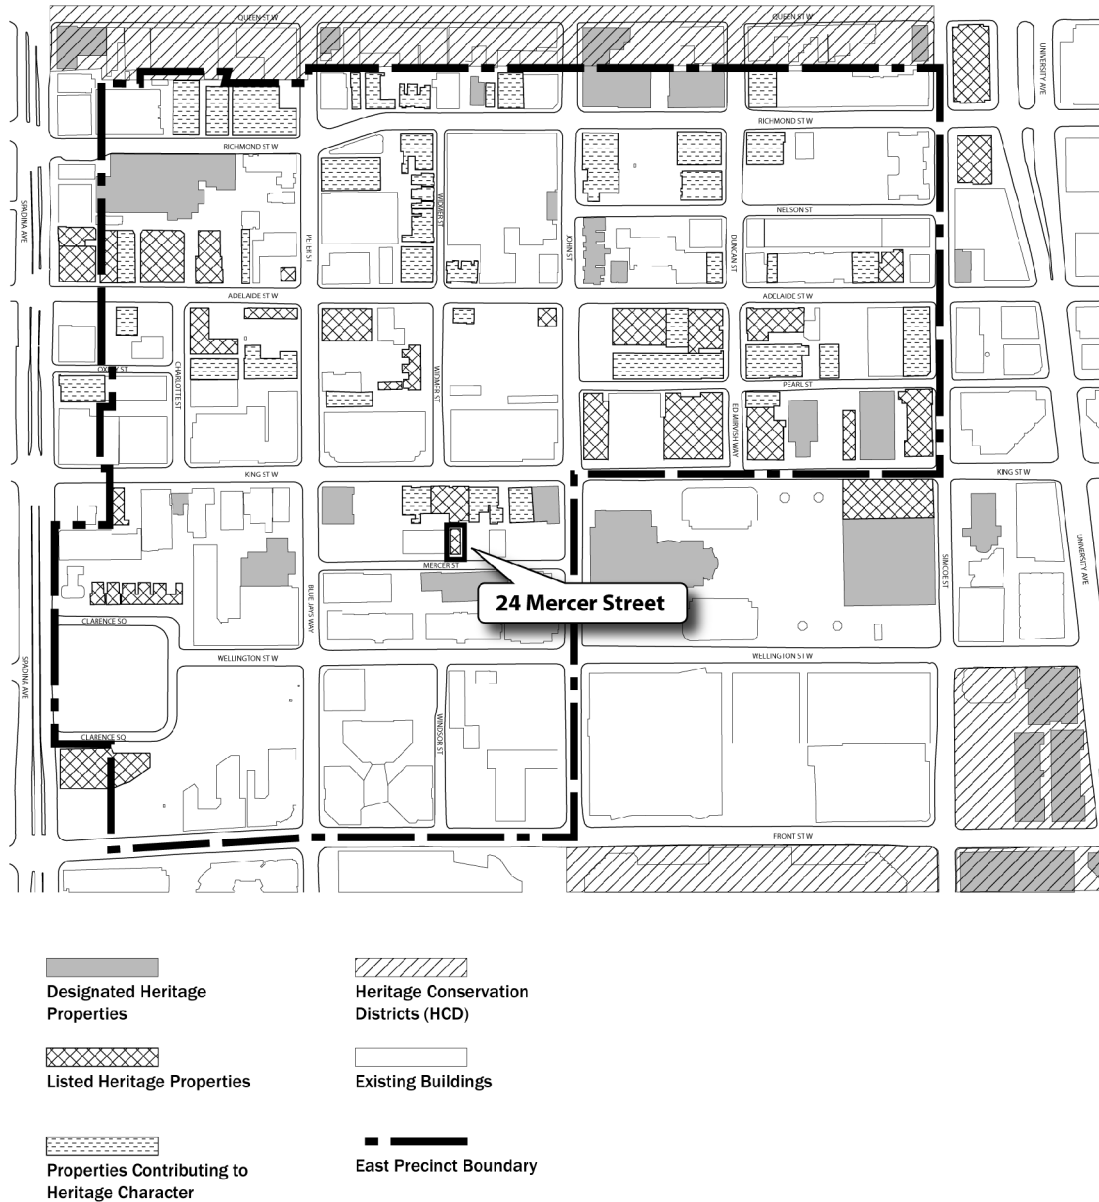 QUEEN ST W
QUEEN ST W
UNIVERSITY AVE
RICHMOND ST W
RICHMOND ST W
SPADINA AVE
WIDMER ST
NELSON ST
PETER ST
JOHN ST
DUNCAN ST
ADELAIDE ST W
ADELAIDE ST W
OXLEY ST
CHARLOTTE ST
WIDMER ST
PEARL ST
ED MIRVISH WAY
KING ST W
KING ST W
MERCER ST
24 Mercer Street
BLUE JAYS WAY
SIMCOE ST
UNIVERSITY AVE
CLARENCE SQ
WELLINGTON ST W
WELLINGTON ST W
SPADINA AVE
WINDSOR ST
CLARENCE SQ
FRONT ST W
Designated Heritage
Properties
Heritage Conservation
Districts (HCD)
Listed Heritage Properties
Existing Buildings
Properties Contributing to
Heritage Character
East Precinct Boundary